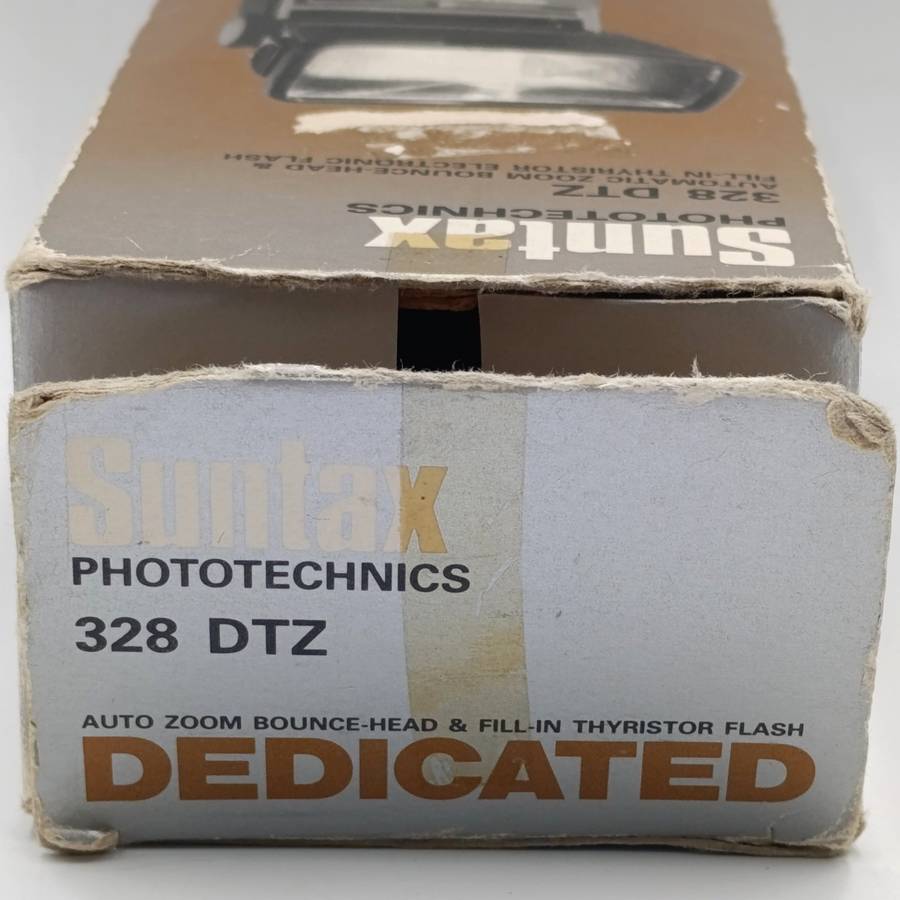 Suntax
PHOTOTECHNICS
328 DTZ
AUTOMATIC ZOOM BOUNCE-HEAD &
FILL-IN THYRISTOR ELECTRONIC FLASH
Suntax
PHOTOTECHNICS
328 DTZ
AUTO ZOOM BOUNCE-HEAD & FILL-IN THYRISTOR FLASH
DEDICATED